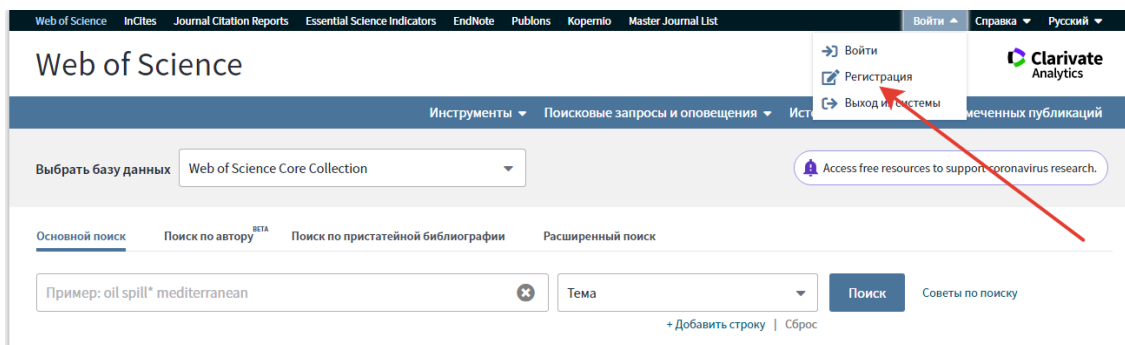 Web of Science InCites Journal Citation Reports Essential Science Indicators EndNote Publons Kopernio Master Journal List Войти Справка Русский
Web of Science
Войти
Регистрация
Выход из системы
Clarivate
Analytics
Инструменты Поисковые запросы и оповещения публикаций
Выбрать базу данных Web of Science Core Collection
Access free resources to support coronavirus research.
Основной поиск Поиск по автору BETA Поиск по пристатейной библиографии Расширенный поиск
Пример: oil spill* mediterranean Тема Поиск Советы по поиску
+ Добавить строку | Сброс